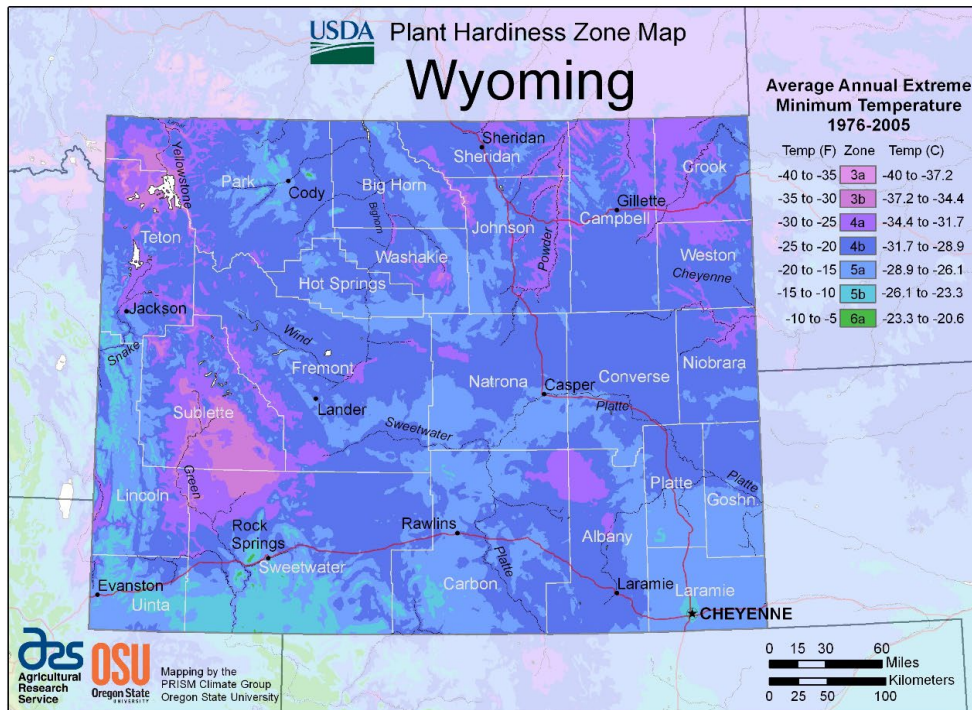 USDA
Plant Hardiness Zone Map
Wyoming
Average Annual Extreme
Minimum Temperature
1976-2005
Temp (F) Zone Temp (C)
-40 to -35 3a -40 to -37.2
-35 to -30 3b -37.2 to -34.4
-30 to -25 4a -34.4 to -31.7
-25 to -20 4b -31.7 to -28.9
-20 to -15 5a -28.9 to -26.1
-15 to -10 5b -26.1 to -23.3
-10 to -5 6a -23.3 to -20.6
Yellowstone
Park
Cody
Big Horn
Bighorn
Sheridan
Sheridan
Crook
Gillette
Campbell
Johnson
Powder
Teton
Washakie
Weston
Cheyenne
Hot Springs
Jackson
Snake
Wind
Fremont
Natrona
Casper
Converse
Niobrara
Platte
Sublette
Lander
Sweetwater
Green
Lincoln
Platte
Platte
Goshn
Rock
Springs
Sweetwater
Rawlins
Carbon
Platte
Albany
Laramie
Laramie
CHEYENNE
Evanston
Uinta
ars
Agricultural
Research
Service
OSU
Oregon State
UNIVERSITY
Mapping by the
PRISM Climate Group
Oregon State University
0 15 30 60
Miles
Kilometers
0 25 50 100